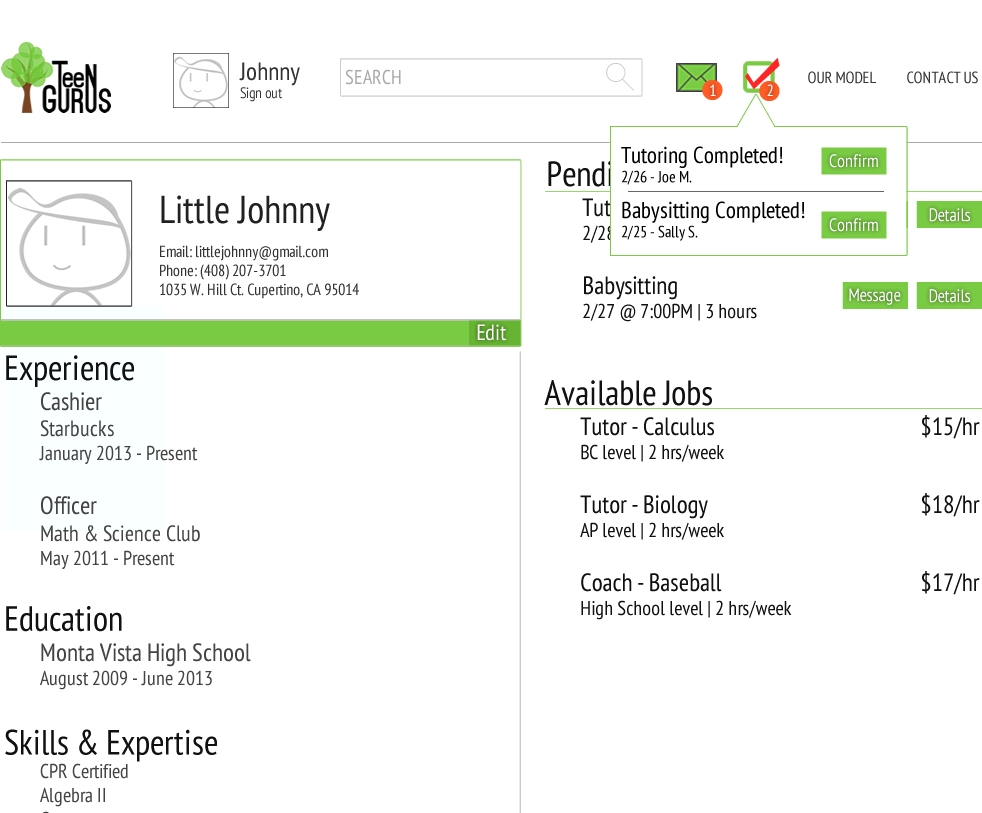 TeeN
GURUS
Johnny
Sign out
SEARCH
1
2
OUR MODEL
CONTACT US
Tutoring Completed!
2/26 - Joe M.
Confirm
Babysitting Completed!
2/25 - Sally S.
Confirm
Little Johnny
Email: littlejohnny@gmail.com
Phone: (408) 207-3701
1035 W. Hill Ct. Cupertino, CA 95014
Edit
Experience
Cashier
Starbucks
January 2013 - Present
Officer
Math & Science Club
May 2011 - Present
Education
Monta Vista High School
August 2009 - June 2013
Skills & Expertise
CPR Certified
Algebra II
Pendi
Tut
2/28
Details
Babysitting
2/27 @ 7:00PM | 3 hours
Message
Details
Available Jobs
Tutor - Calculus
$15/hr
BC level | 2 hrs/week
Tutor - Biology
$18/hr
AP level | 2 hrs/week
Coach - Baseball
$17/hr
High School level | 2 hrs/week